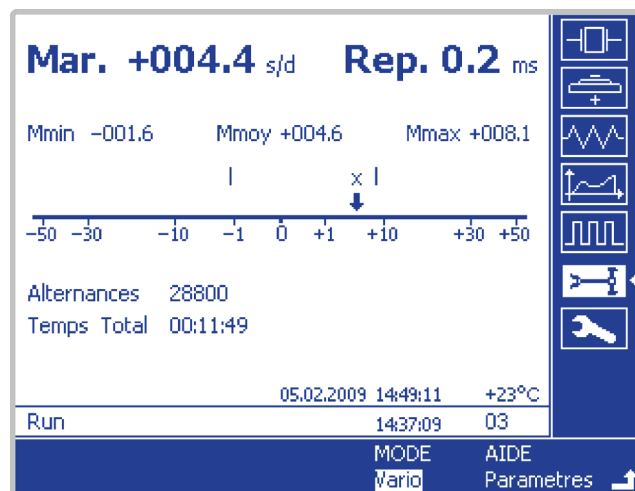 Mar. +004.4 s/d Rep. 0.2 ms
Mmin -001.6 Mmoy +004.6 Mmax +008.1
x
-50 -30 -10 -1 0 +1 +10 +30 +50
Alternances 28800
Temps Total 00:11:49
05.02.2009 14:49:11 +23°C
Run 14:37:09 03
MODE AIDE
Vario Parametres